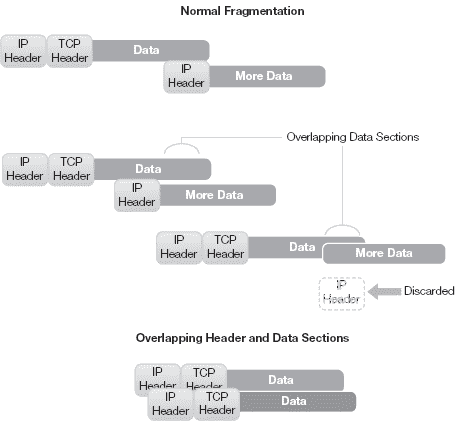 Normal Fragmentation
IP Header TCP Header Data
IP Header More Data
Overlapping Data Sections
IP Header TCP Header Data
IP Header More Data
IP Header TCP Header Data
More Data
IP Header Discarded
Overlapping Header and Data Sections
IP Header TCP Header Data
IP Header TCP Header Data